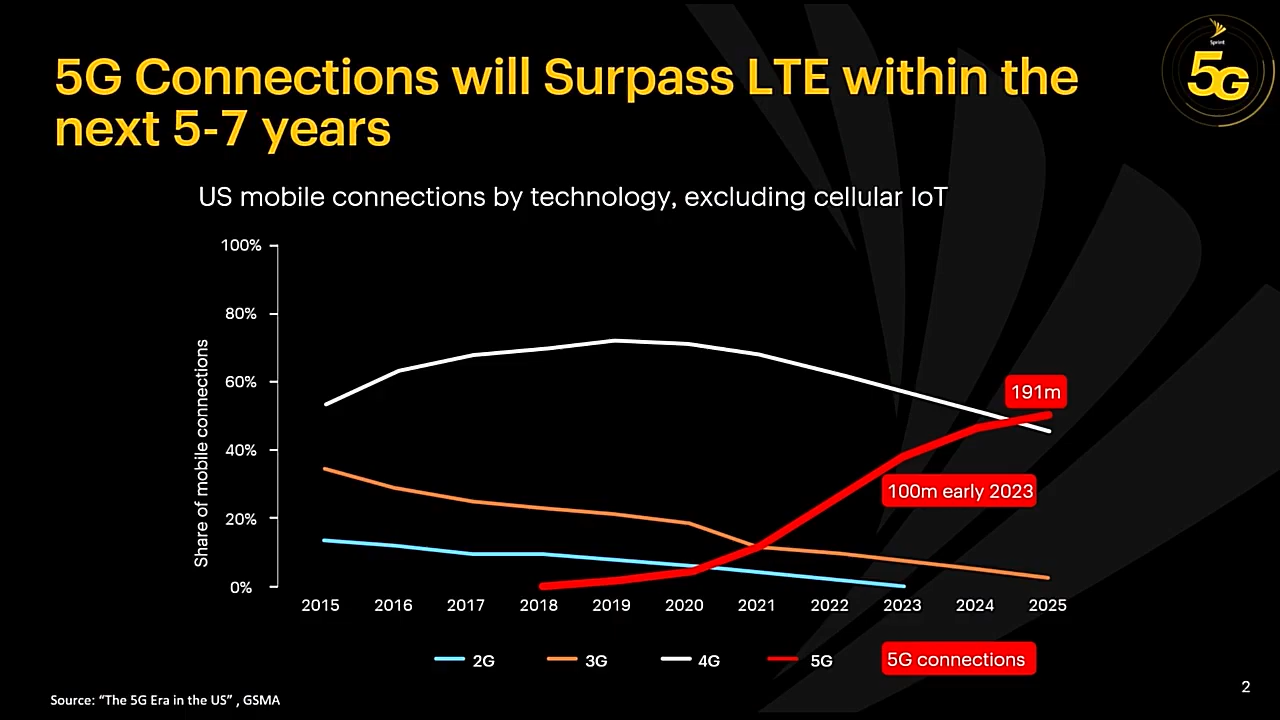 Sprint
5G
5G Connections will Surpass LTE within the
next 5-7 years
US mobile connections by technology, excluding cellular IoT
Share of mobile connections
100%
80%
60%
40%
20%
0%
191m
100m early 2023
2015 2016 2017 2018 2019 2020 2021 2022 2023 2024 2025
2G 3G 4G 5G 5G connections
Source: “The 5G Era in the US” , GSMA
2